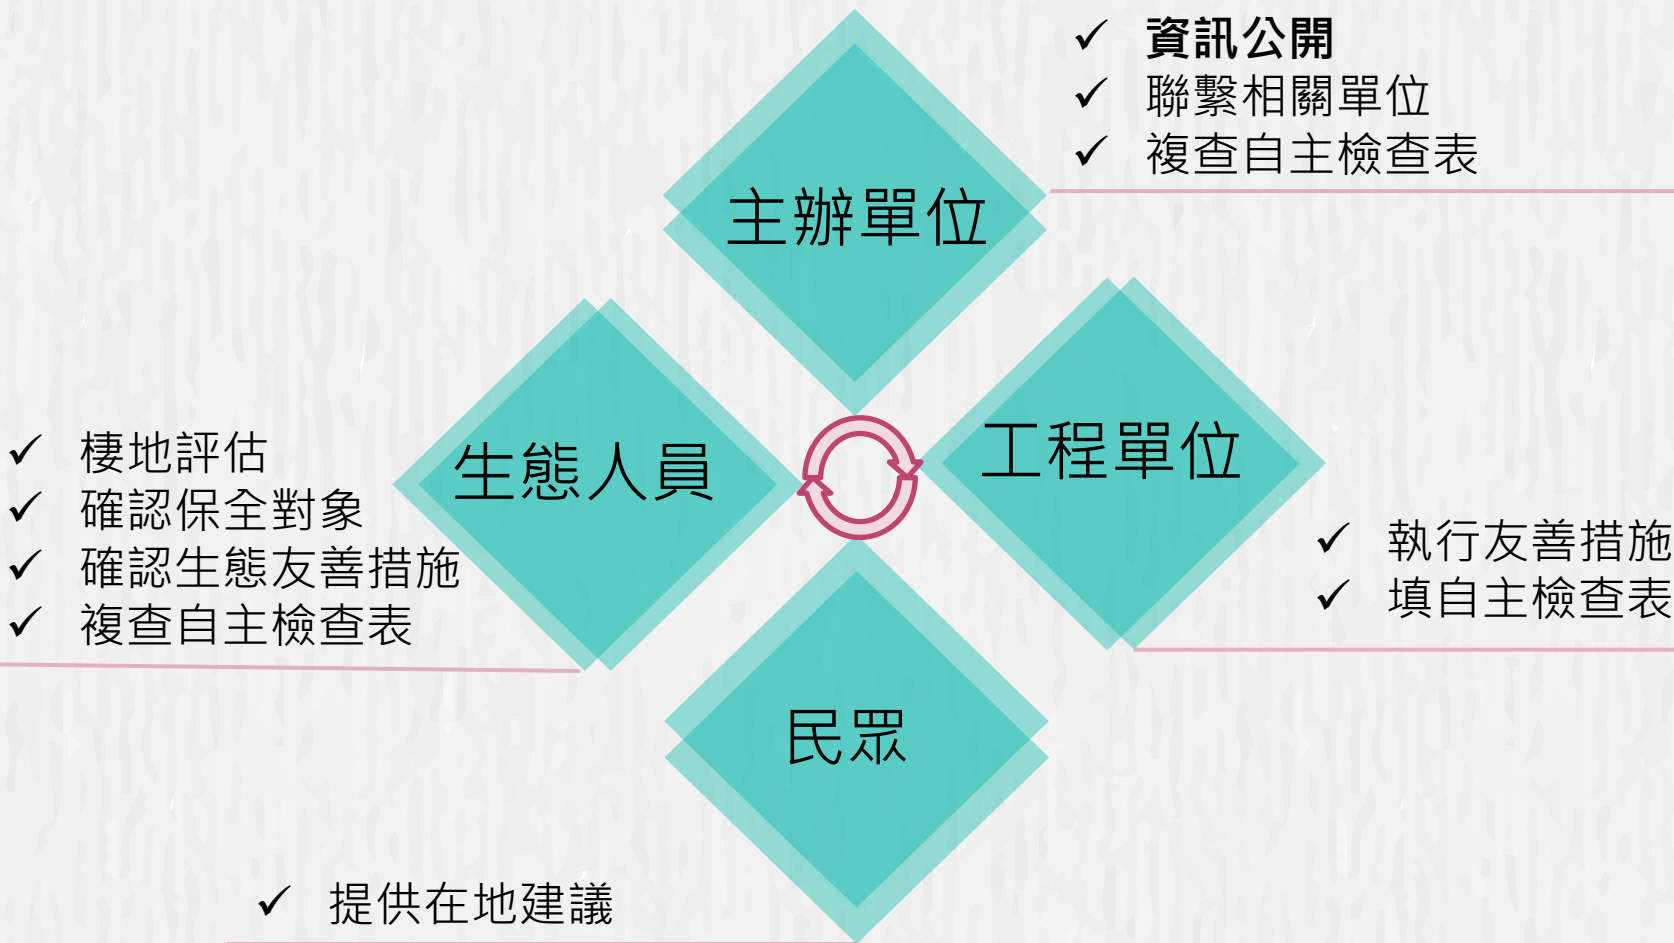 ✓ 資訊公開
✓ 聯繫相關單位
✓ 複查自主檢查表
主辦單位
生態人員
✓ 棲地評估
✓ 確認保全對象
✓ 確認生態友善措施
✓ 複查自主檢查表
工程單位
✓ 執行友善措施
✓ 填自主檢查表
民眾
✓ 提供在地建議